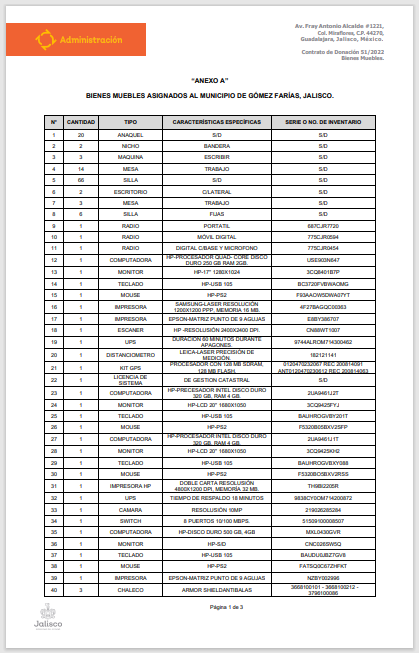 Administración
Av. Fray Antonio Alcalde #1221,
Col. Miraflores, C.P. 44270,
Guadalajara, Jalisco, México.
Contrato de Donación 51/2022
Bienes Muebles.
“ANEXO A”
BIENES MUEBLES ASIGNADOS AL MUNICIPIO DE GÓMEZ FARÍAS, JALISCO.
N° CANTIDAD TIPO CARACTERÍSTICAS ESPECÍFICAS SERIE O NO. DE INVENTARIO
1 20 ANAQUEL S/D S/D
2 2 NICHO BANDERA S/D
3 3 MAQUINA ESCRIBIR S/D
4 14 MESA TRABAJO S/D
5 66 SILLA S/D S/D
6 2 ESCRITORIO C/LATERAL S/D
7 3 MESA TRABAJO S/D
8 6 SILLA FIJAS S/D
9 1 RADIO PORTATIL 687CJR7720
10 1 RADIO MÓVIL DIGITAL 775CJR0594
11 1 RADIO DIGITAL C/BASE Y MICROFONO 775CJR0454
12 1 COMPUTADORA HP-PROCESADOR QUAD- CORE DISCO DURO 250 GB RAM 2GB. USE903N647
13 1 MONITOR HP-17" 1280X1024 3CQ6401B7P
14 1 TECLADO HP-USB 105 BC3720FVBWAOMG
15 1 MOUSE HP-PS2 F93AAOW5DWA07YT
16 1 IMPRESORA SAMSUNG-LASER RESOLUCIÓN 1200X1200 PPP, MEMORIA 16 MB. 4F27BAGQC00363
17 1 IMPRESORA EPSON-MATRIZ PUNTO DE 9 AGUJAS E8BY386707
18 1 ESCANER HP -RESOLUCIÓN 2400X2400 DPI. CN88WT1007
19 1 UPS DURACIÓN 60 MINUTOS DURANTE APAGONES. 9744ALROM714300462
20 1 DISTANCIOMETRO LEICA-LASER PRECISIÓN DE MEDICIÓN. 182121141
21 1 KIT GPS PROCESADOR CON 128 MB SDRAM, 128 MB FLASH
22 1 LICENCIA DE SISTEMA DE GESTION CATASTRAL S/D
23 1 COMPUTADORA HP-PRECESADOR INTEL DISCO DURO 320 GB, RAM 4 GB. 2UA9461J2T
24 1 MONITOR HP-LCD 20" 1680X1050 3CQ9425FYJ
25 1 TECLADO HP-USB 105 BAUHROGVBY201T
26 1 MOUSE HP-PS2 F5320B05BXV2SFP
27 1 COMPUTADORA HP-PROCESADOR INTEL DISCO DURO 320 GB, RAM 4 GB. 2UA9461J1T
28 1 MONITOR HP-LCD 20" 1680X1050 3CQ9425KH2
29 1 TECLADO HP-USB 105 BAUHROGVBXY088
30 1 MOUSE HP-PS2 F5320BO5BXV2RSS
31 1 IMPRESORA HP DOBLE CARTA RESOLUCIÓN 4800X1200 DPI, MEMORIA 32 MB. TH9BI2205R
32 1 UPS TIEMPO DE RESPALDO 18 MINUTOS 9838CY0OM714200872
33 1 CAMARA RESOLUCIÓN 10MP 219026285284
34 1 SWITCH 8 PUERTOS 10/100 MBPS. 51509100008507
35 1 COMPUTADORA HP-DISCO DURO 500 GB, 4GB MXL0430GVR
36 1 MONITOR HP-S/D CNC026SW5Q
37 1 TECLADO HP-USB 105 BAUDU0JBZ7GV8
38 1 MOUSE HP-PS2 FATSQ0C67ZHFKT
39 1 IMPRESORA EPSON-MATRIZ PUNTO DE 9 AGUJAS NZBY002998
40 3 CHALECO ARMOR SHIELDANTIBALAS 3668100101 - 3668100212 - 3798100086
Página 1 de 3
Jalisco